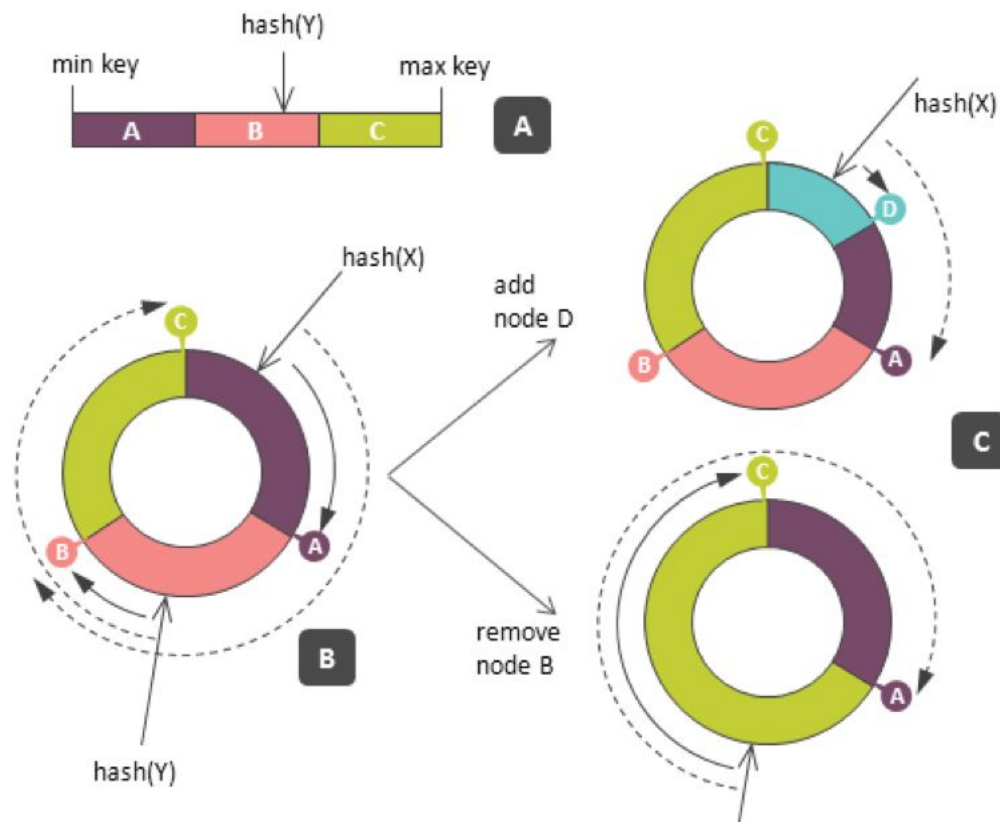 hash(Y)
min key
max key
A
B
C
A
hash(X)
C
D
A
B
add
node D
hash(X)
C
A
B
B
hash(Y)
C
remove
node B
C
A